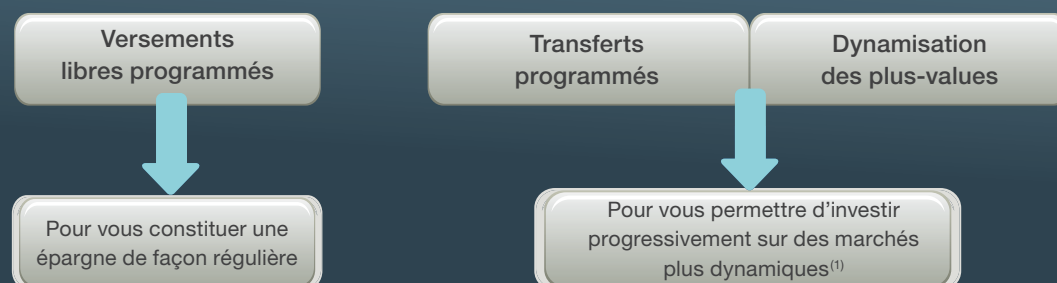 Versements
libres programmés
Transferts
programmés
Dynamisation
des plus-values
Pour vous constituer une
épargne de façon régulière
Pour vous permettre d’investir
progressivement sur des marchés
plus dynamiques(1)